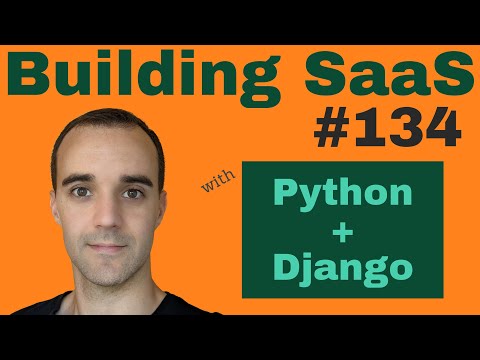 Building SaaS
#134
with
Python
+
Django